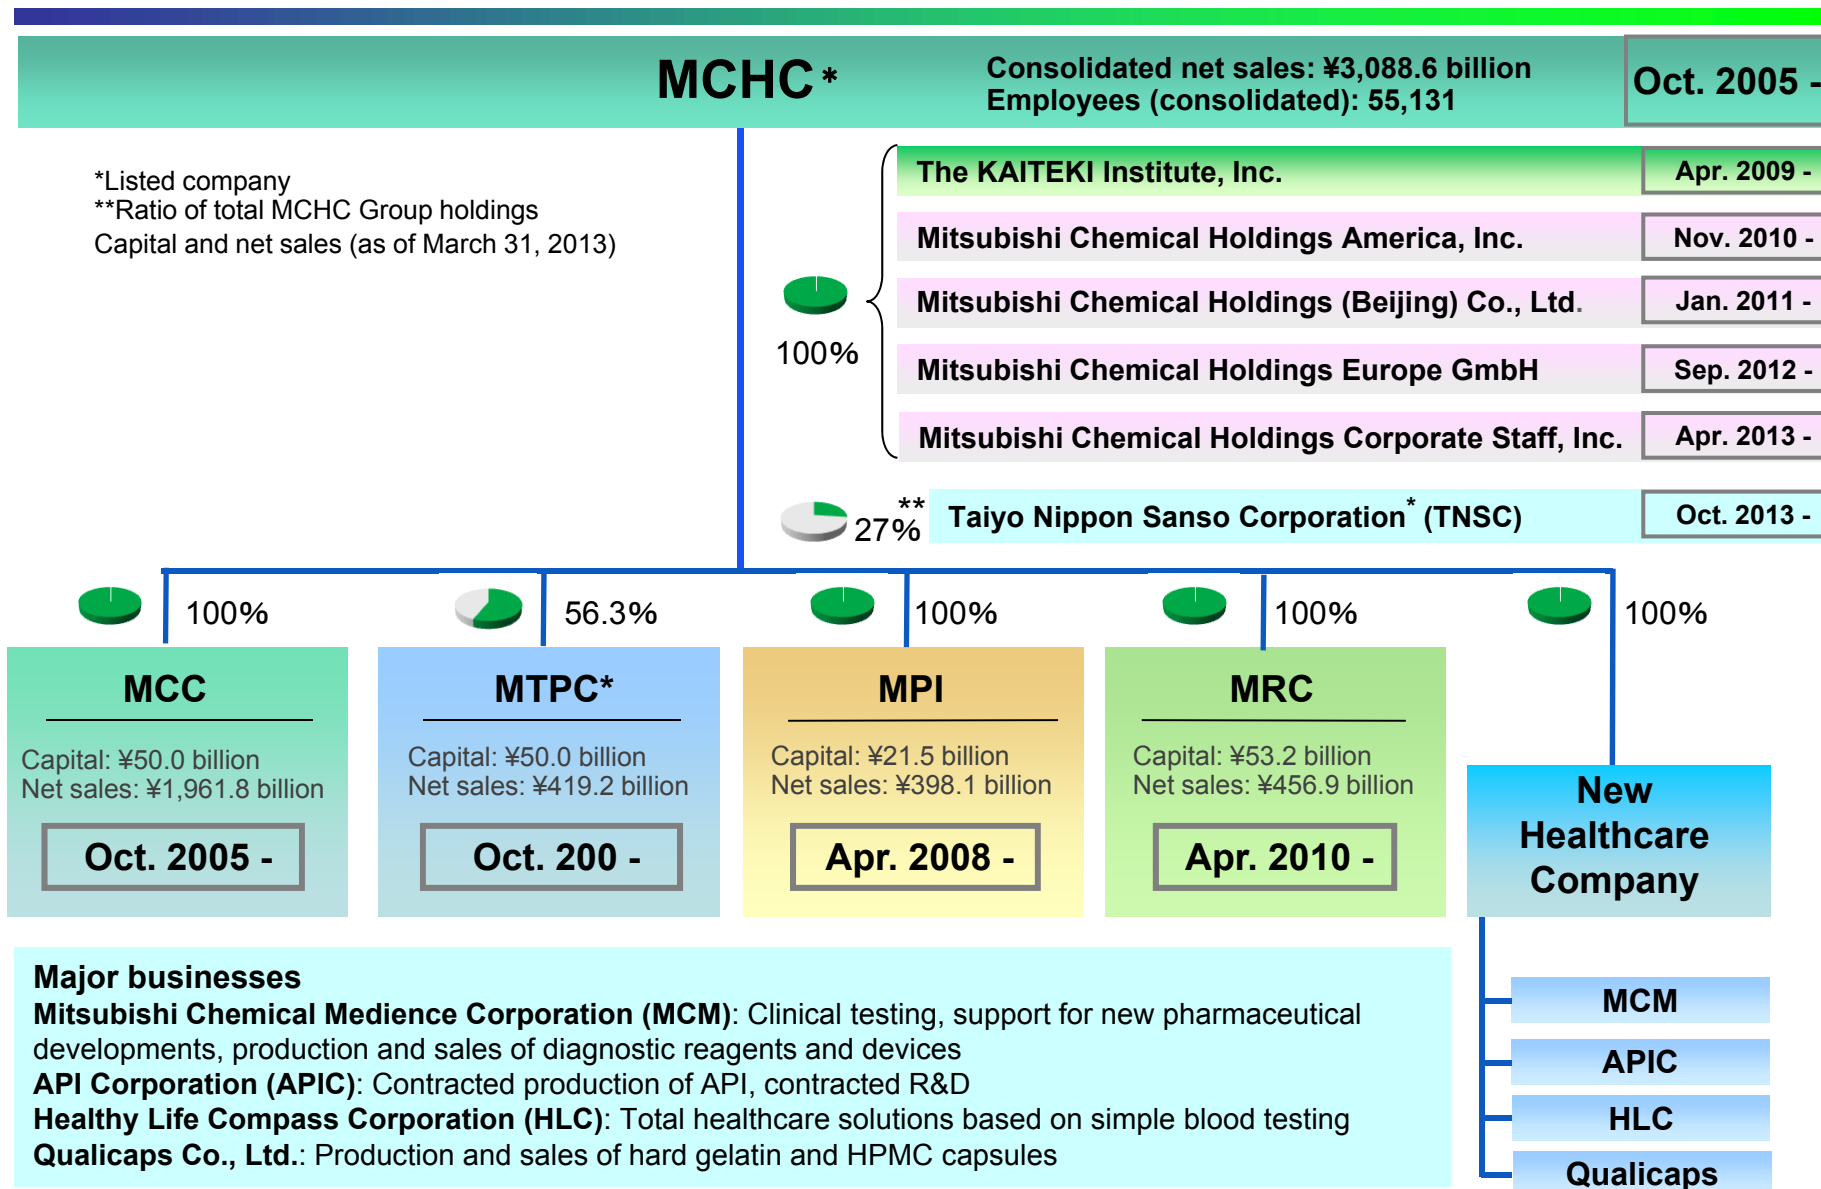 MCHC*
Consolidated net sales: ¥3,088.6 billion
Employees (consolidated): 55,131
Oct. 2005 -
*Listed company
**Ratio of total MCHC Group holdings
Capital and net sales (as of March 31, 2013)
100%
The KAITEKI Institute, Inc.
Apr. 2009 -
Mitsubishi Chemical Holdings America, Inc.
Nov. 2010 -
Mitsubishi Chemical Holdings (Beijing) Co., Ltd.
Jan. 2011 -
Mitsubishi Chemical Holdings Europe GmbH
Sep. 2012 -
Mitsubishi Chemical Holdings Corporate Staff, Inc.
Apr. 2013 -
**
27%
Taiyo Nippon Sanso Corporation* (TNSC)
Oct. 2013 -
100%
56.3%
100%
100%
100%
MCC
Capital: ¥50.0 billion
Net sales: ¥1,961.8 billion
Oct. 2005 -
MTPC*
Capital: ¥50.0 billion
Net sales: ¥419.2 billion
Oct. 200 -
MPI
Capital: ¥21.5 billion
Net sales: ¥398.1 billion
Apr. 2008 -
MRC
Capital: ¥53.2 billion
Net sales: ¥456.9 billion
Apr. 2010 -
New
Healthcare
Company
MCM
APIC
HLC
Qualicaps
Major businesses
Mitsubishi Chemical Medience Corporation (MCM): Clinical testing, support for new pharmaceutical
developments, production and sales of diagnostic reagents and devices
API Corporation (APIC): Contracted production of API, contracted R&D
Healthy Life Compass Corporation (HLC): Total healthcare solutions based on simple blood testing
Qualicaps Co., Ltd.: Production and sales of hard gelatin and HPMC capsules